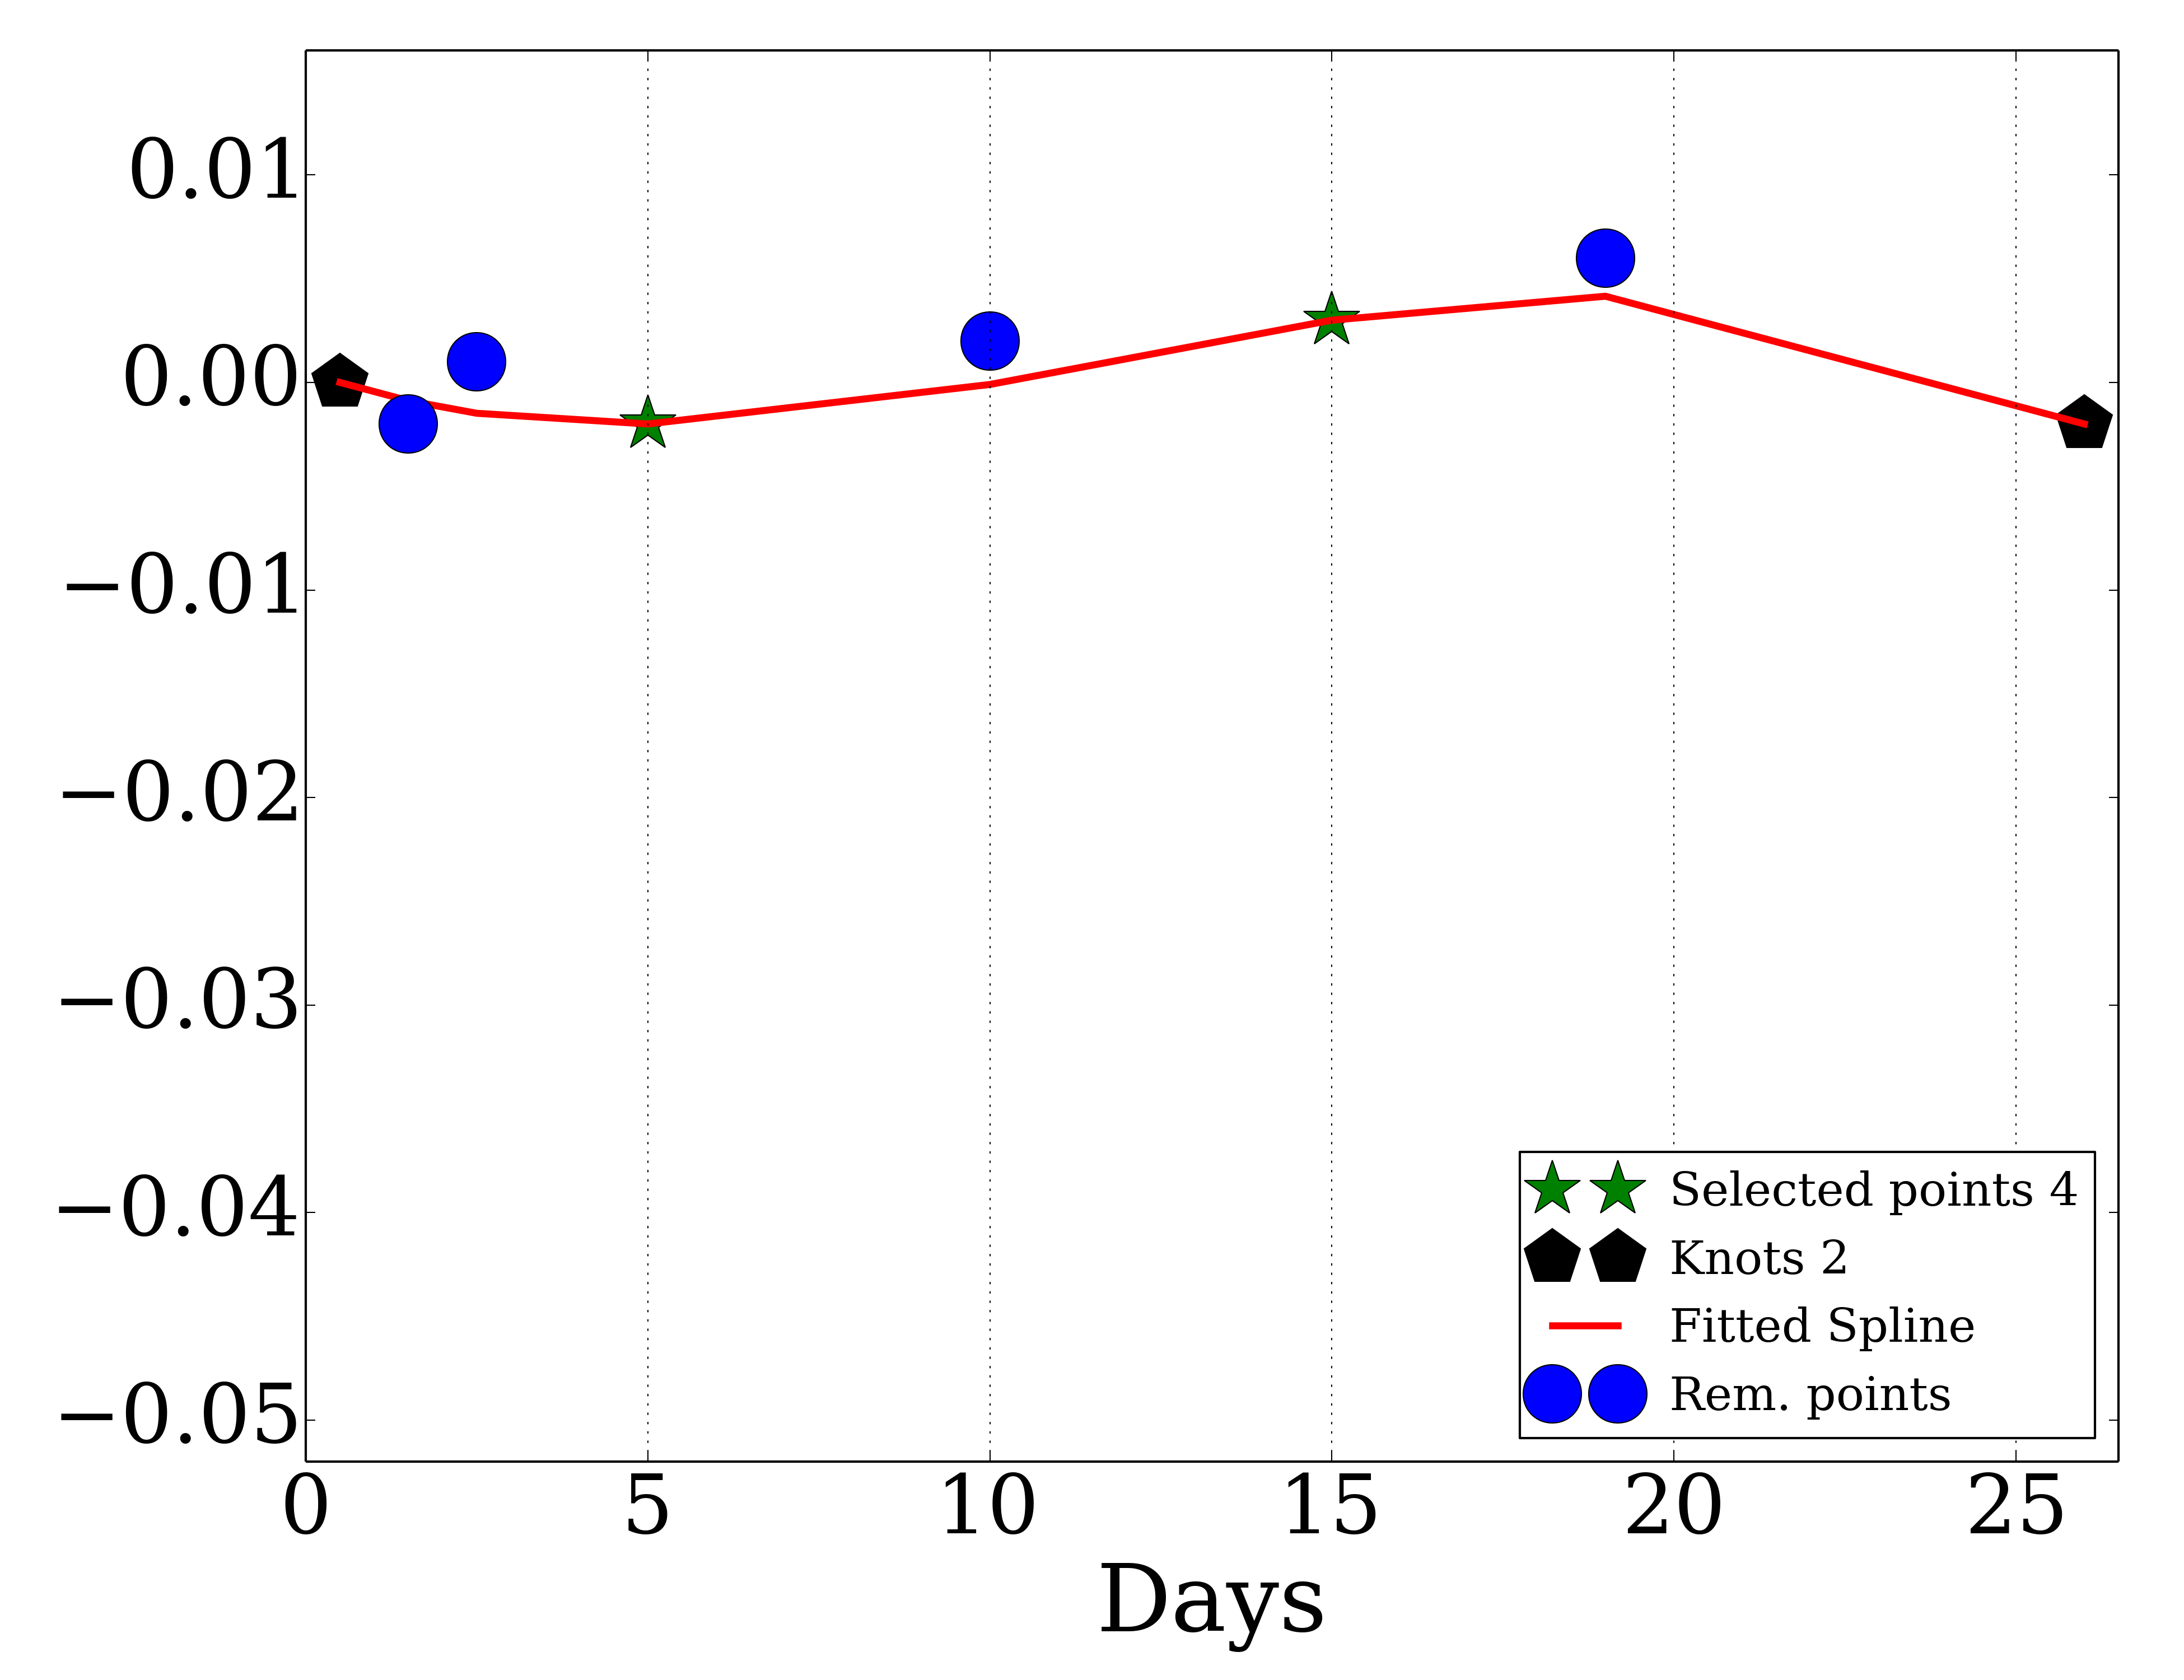 0.01
0.00
−0.01
−0.02
−0.03
−0.04
−0.05
Selected points 4
Knots 2
Fitted Spline
Rem. points
0 5 10 15 20 25
Days